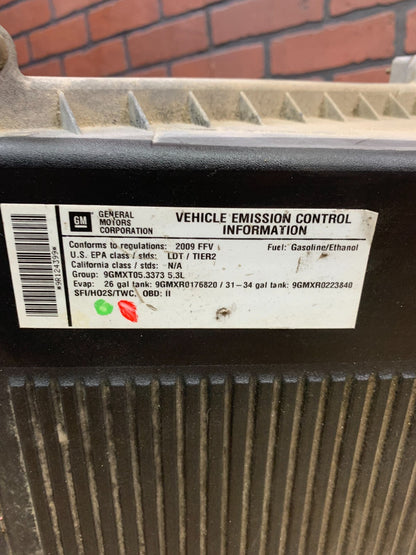 GM
GENERAL
MOTORS
CORPORATION
VEHICLE EMISSION CONTROL
INFORMATION
Conforms to regulations: 2009 FFV Fuel: Gasoline/Ethanol
U.S. EPA class / stds: LDT / TIER2
California class / stds: N/A
Group: 9GMXT05.3373 5.3L
Evap: 26 gal tank: 9GMXR0176820 / 31-34 gal tank: 9GMXR0223840
SFI/HO2S/TWC, OBD: II
*9K124399*